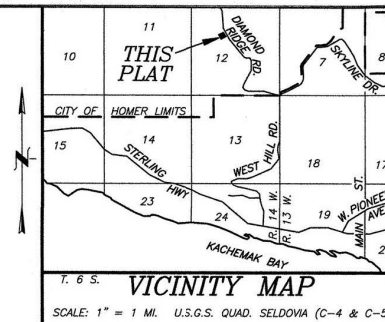 11
10
THIS
PLAT
12
DIAMOND
RIDGE RD.
7
SKYLINE DR.
8
CITY OF HOMER LIMITS
15
14
13
WEST HILL RD.
18
17
STERLING
HWY
23
24
R. 14 W.
R. 13 W.
19
MAIN ST.
W. PIONEE
AVE
2
KACHEMAK BAY
N
T. 6 S.
VICINITY MAP
SCALE: 1" = 1 MI. U.S.G.S. QUAD. SELDOVIA (C-4 & C-5